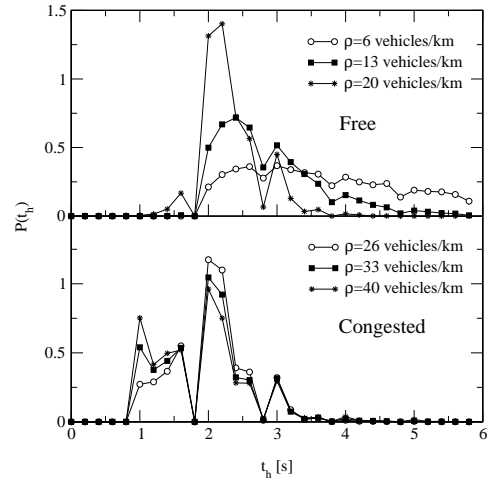 1.5
ρ=6 vehicles/km
ρ=13 vehicles/km
ρ=20 vehicles/km
1
Free
0.5
0
P(t_h)
ρ=26 vehicles/km
ρ=33 vehicles/km
ρ=40 vehicles/km
1
Congested
0.5
0
0 1 2 3 4 5 6
t_h [s]